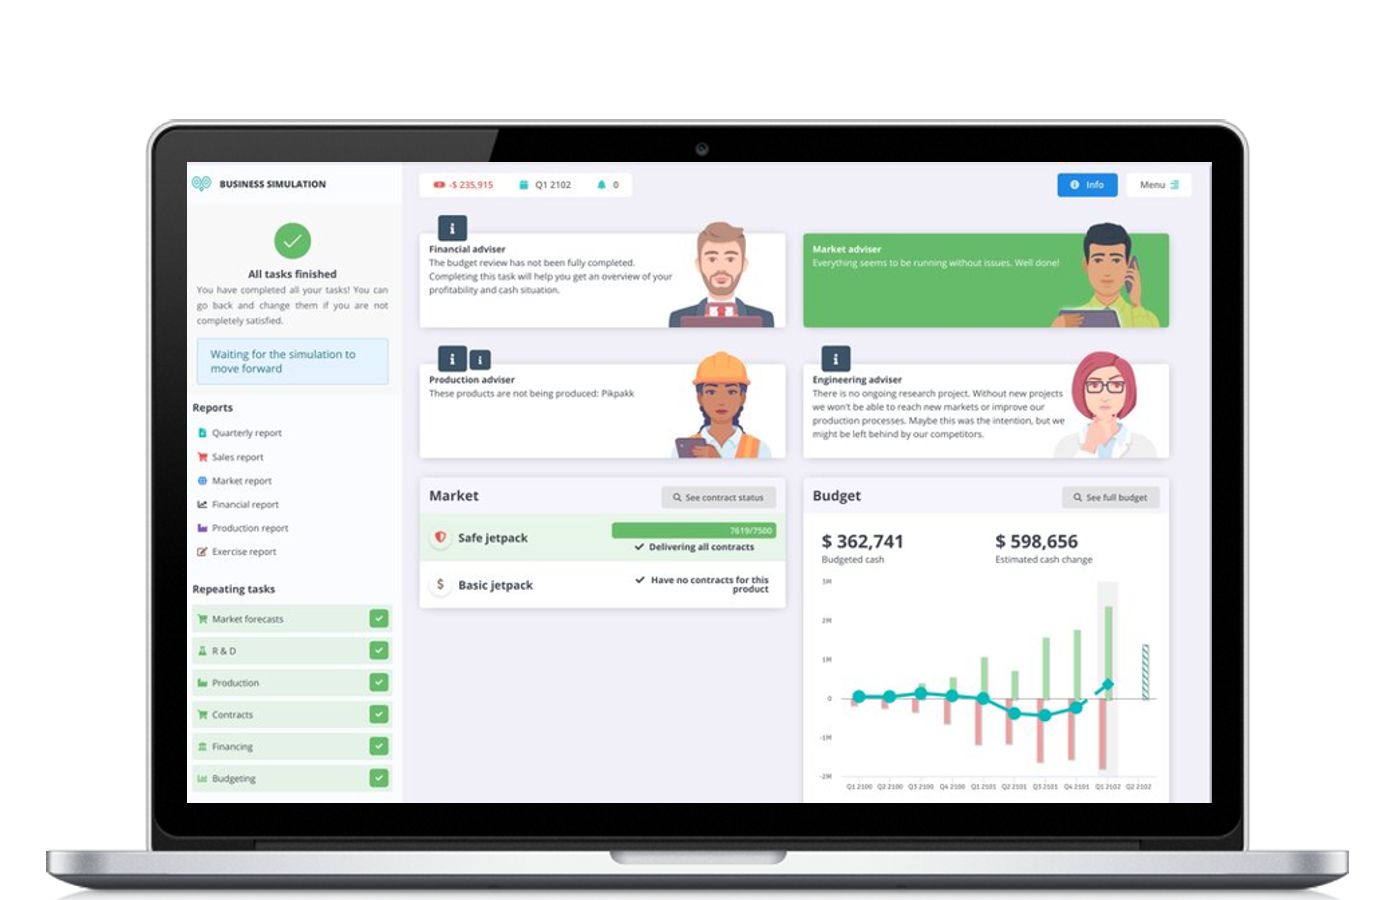 BUSINESS SIMULATION
-$ 235,915
Q1 2102
0
Info
Menu
All tasks finished
You have completed all your tasks! You can
go back and change them if you are not
completely satisfied.
Waiting for the simulation to
move forward
Reports
Quarterly report
Sales report
Market report
Financial report
Production report
Exercise report
Repeating tasks
Market forecasts
R & D
Production
Contracts
Financing
Budgeting
Financial adviser
The budget review has not been fully completed.
Completing this task will help you get an overview of your
profitability and cash situation.
Market adviser
Everything seems to be running without issues. Well done!
Production adviser
These products are not being produced: Pikpakk
Engineering adviser
There is no ongoing research project. Without new projects
we won't be able to reach new markets or improve our
production processes. Maybe this was the intention, but we
might be left behind by our competitors.
Market
See contract status
Safe jetpack
7619/7500
Delivering all contracts
$
Basic jetpack
Have no contracts for this
product
Budget
See full budget
$ 362,741
Budgeted cash
$ 598,656
Estimated cash change
3M
2M
1M
0
-1M
-2M
Q1 2100 Q2 2100 Q3 2100 Q4 2100 Q1 2101 Q2 2101 Q3 2101 Q4 2101 Q1 2102 Q2 2102